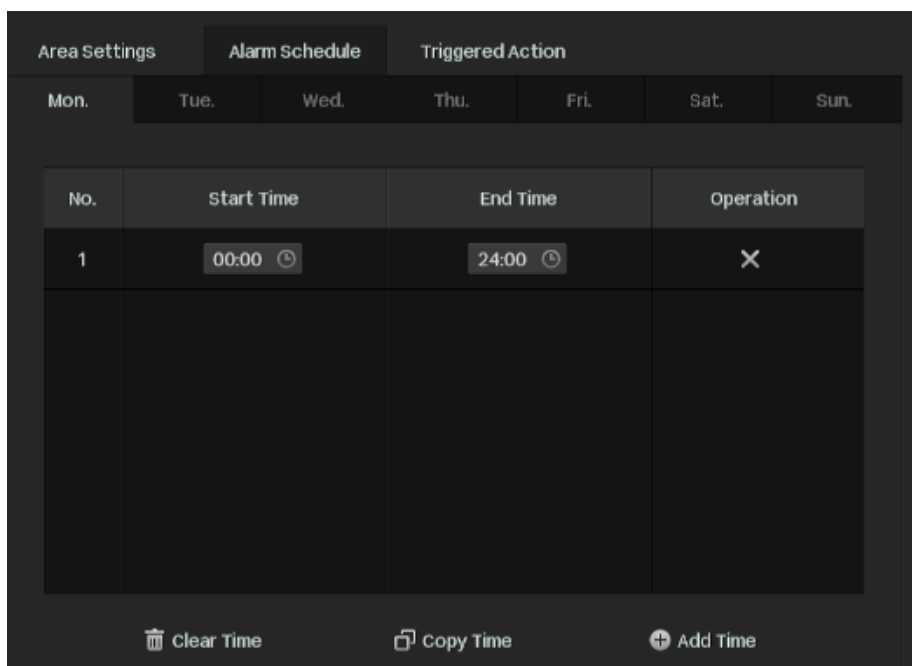 Area Settings Alarm Schedule Triggered Action
Mon. Tue. Wed. Thu. Fri. Sat. Sun.
No. Start Time End Time Operation
1 00:00 24:00
Clear Time Copy Time Add Time